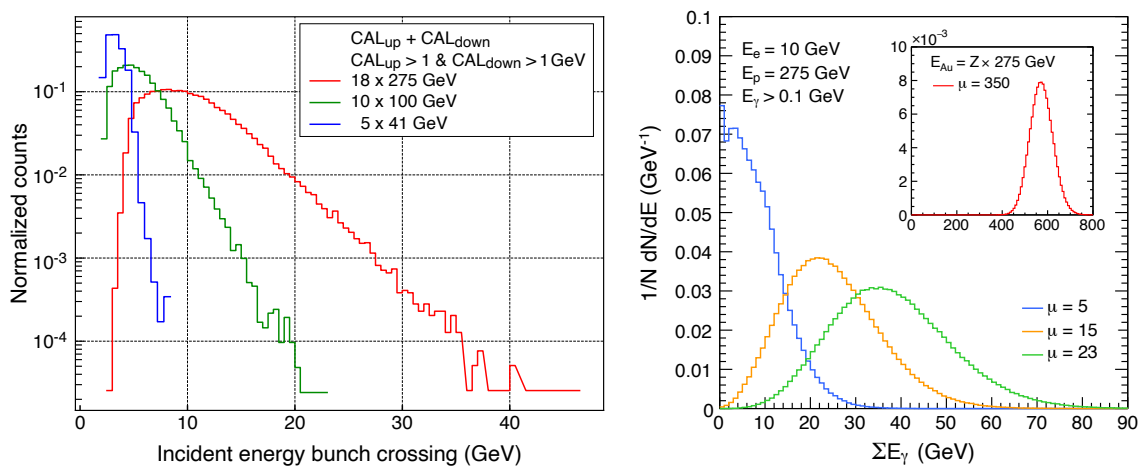 CAL_up + CAL_down
CAL_up > 1 & CAL_down > 1 GeV
18 x 275 GeV
10 x 100 GeV
5 x 41 GeV
Normalized counts
10⁻¹
10⁻²
10⁻³
10⁻⁴
0 10 20 30 40
Incident energy bunch crossing (GeV)
E_e = 10 GeV
E_p = 275 GeV
E_γ > 0.1 GeV
×10⁻³
E_Au = Z × 275 GeV
μ = 350
8
6
4
2
0
0 200 400 600 800
μ = 5
μ = 15
μ = 23
1/N dN/dE (GeV⁻¹)
0.1
0.09
0.08
0.07
0.06
0.05
0.04
0.03
0.02
0.01
0
0 10 20 30 40 50 60 70 80 90
ΣE_γ (GeV)